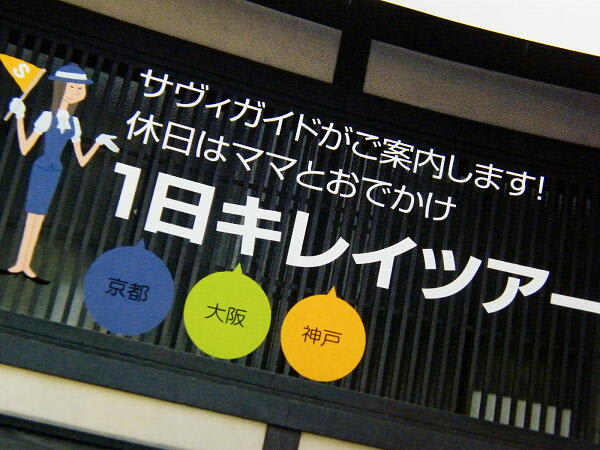 S
サヴィガイドがご案内します!
休日はママとおでかけ
1日キレイツアー
京都
大阪
神戸